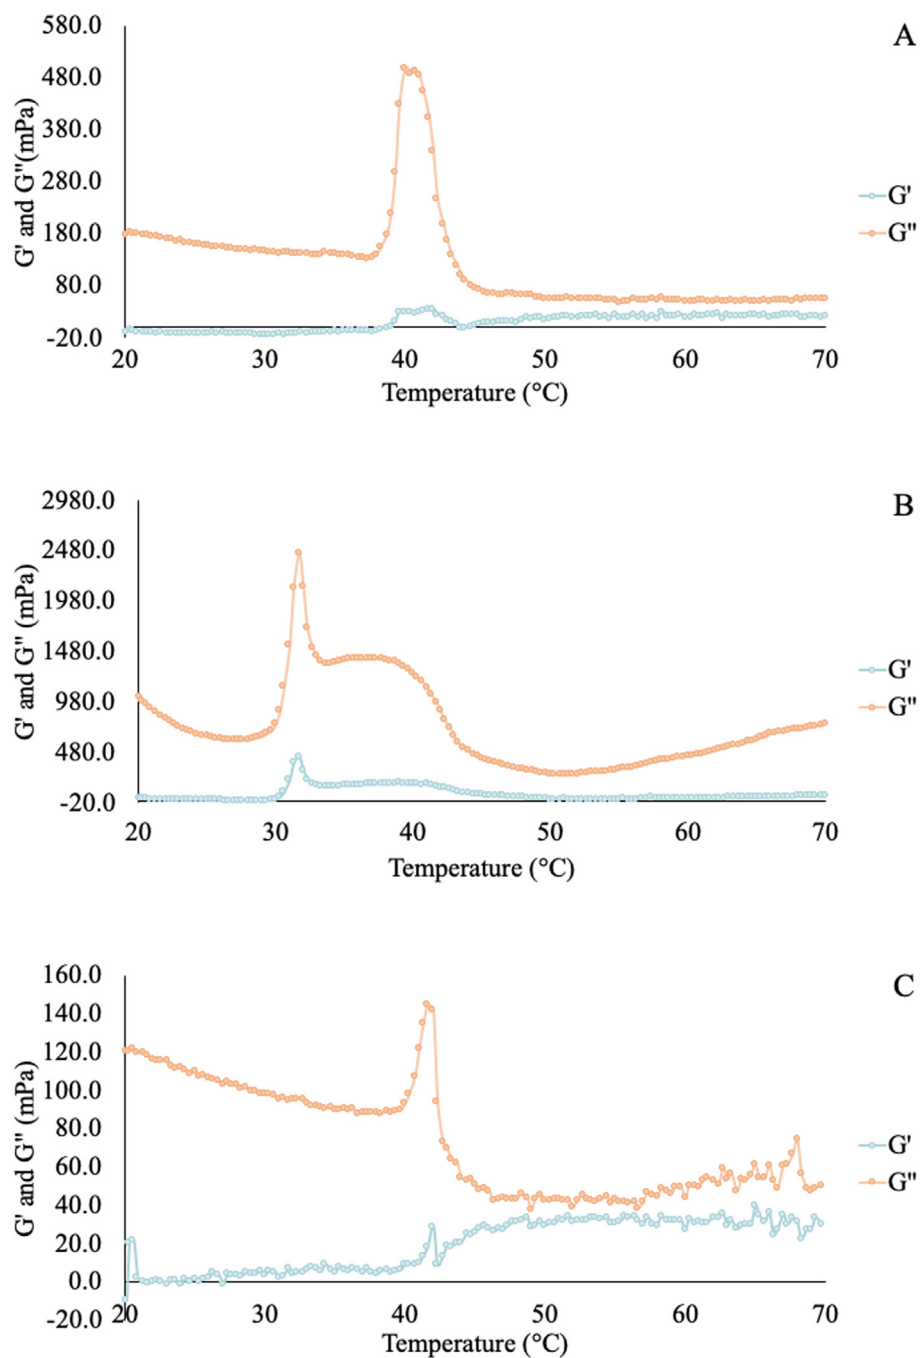 A
580.0
480.0
380.0
280.0
180.0
80.0
-20.0
G' and G"(mPa)
20 30 40 50 60 70
Temperature (°C)
G'
G"
B
2980.0
2480.0
1980.0
1480.0
980.0
480.0
-20.0
G' and G" (mPa)
20 30 40 50 60 70
Temperature (°C)
G'
G"
C
160.0
140.0
120.0
100.0
80.0
60.0
40.0
20.0
0.0
-20.0
G' and G" (mPa)
20 30 40 50 60 70
Temperature (°C)
G'
G"